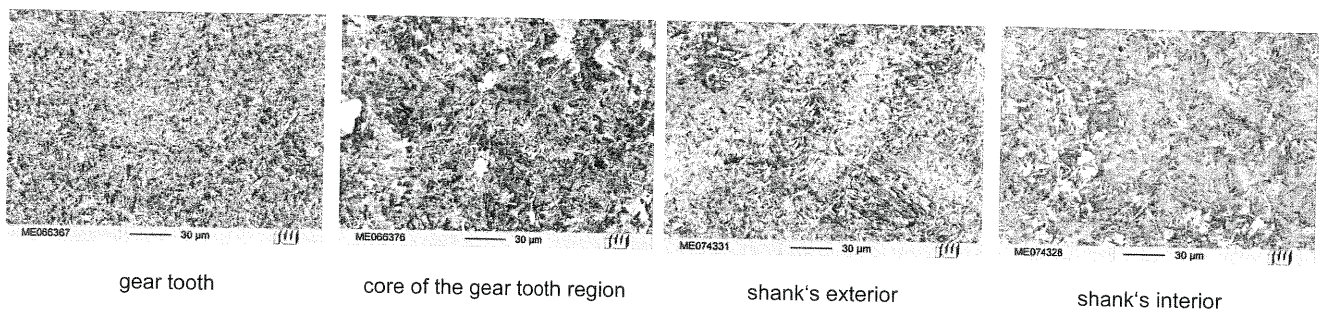 ME066367 30 µm
ME066376 30 µm
ME074331 30 µm
ME074328 30 µm
gear tooth
core of the gear tooth region
shank's exterior
shank's interior